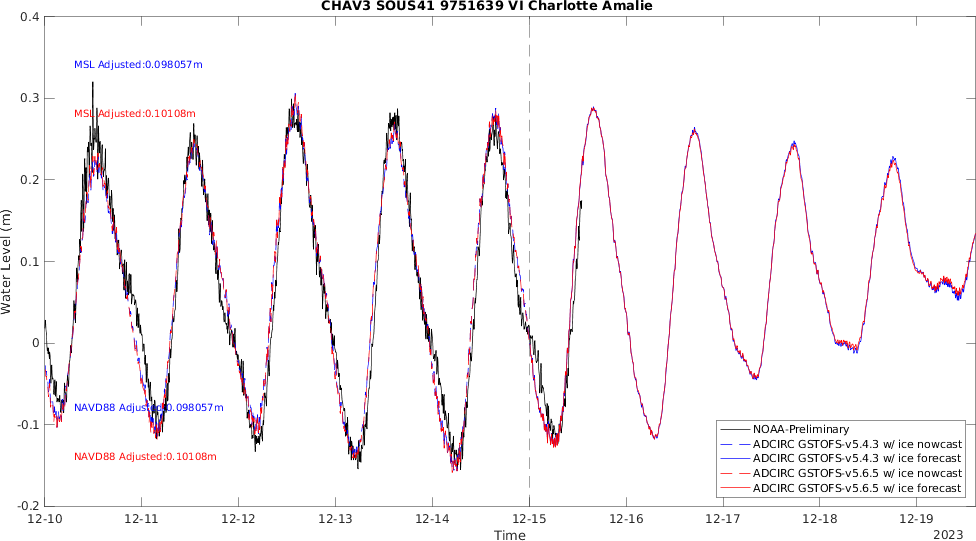 CHAV3 SOUS41 9751639 VI Charlotte Amalie
0.4
MSL Adjusted:0.098057m
0.3
MSL Adjusted:0.10108m
0.2
Water Level (m)
0.1
0
NAVD88 Adjusted:0.098057m
-0.1
NAVD88 Adjusted:0.10108m
-0.2
NOAA-Preliminary
ADCIRC GSTOFS-v5.4.3 w/ ice nowcast
ADCIRC GSTOFS-v5.4.3 w/ ice forecast
ADCIRC GSTOFS-v5.6.5 w/ ice nowcast
ADCIRC GSTOFS-v5.6.5 w/ ice forecast
12-10 12-11 12-12 12-13 12-14 12-15 12-16 12-17 12-18 12-19
Time
2023